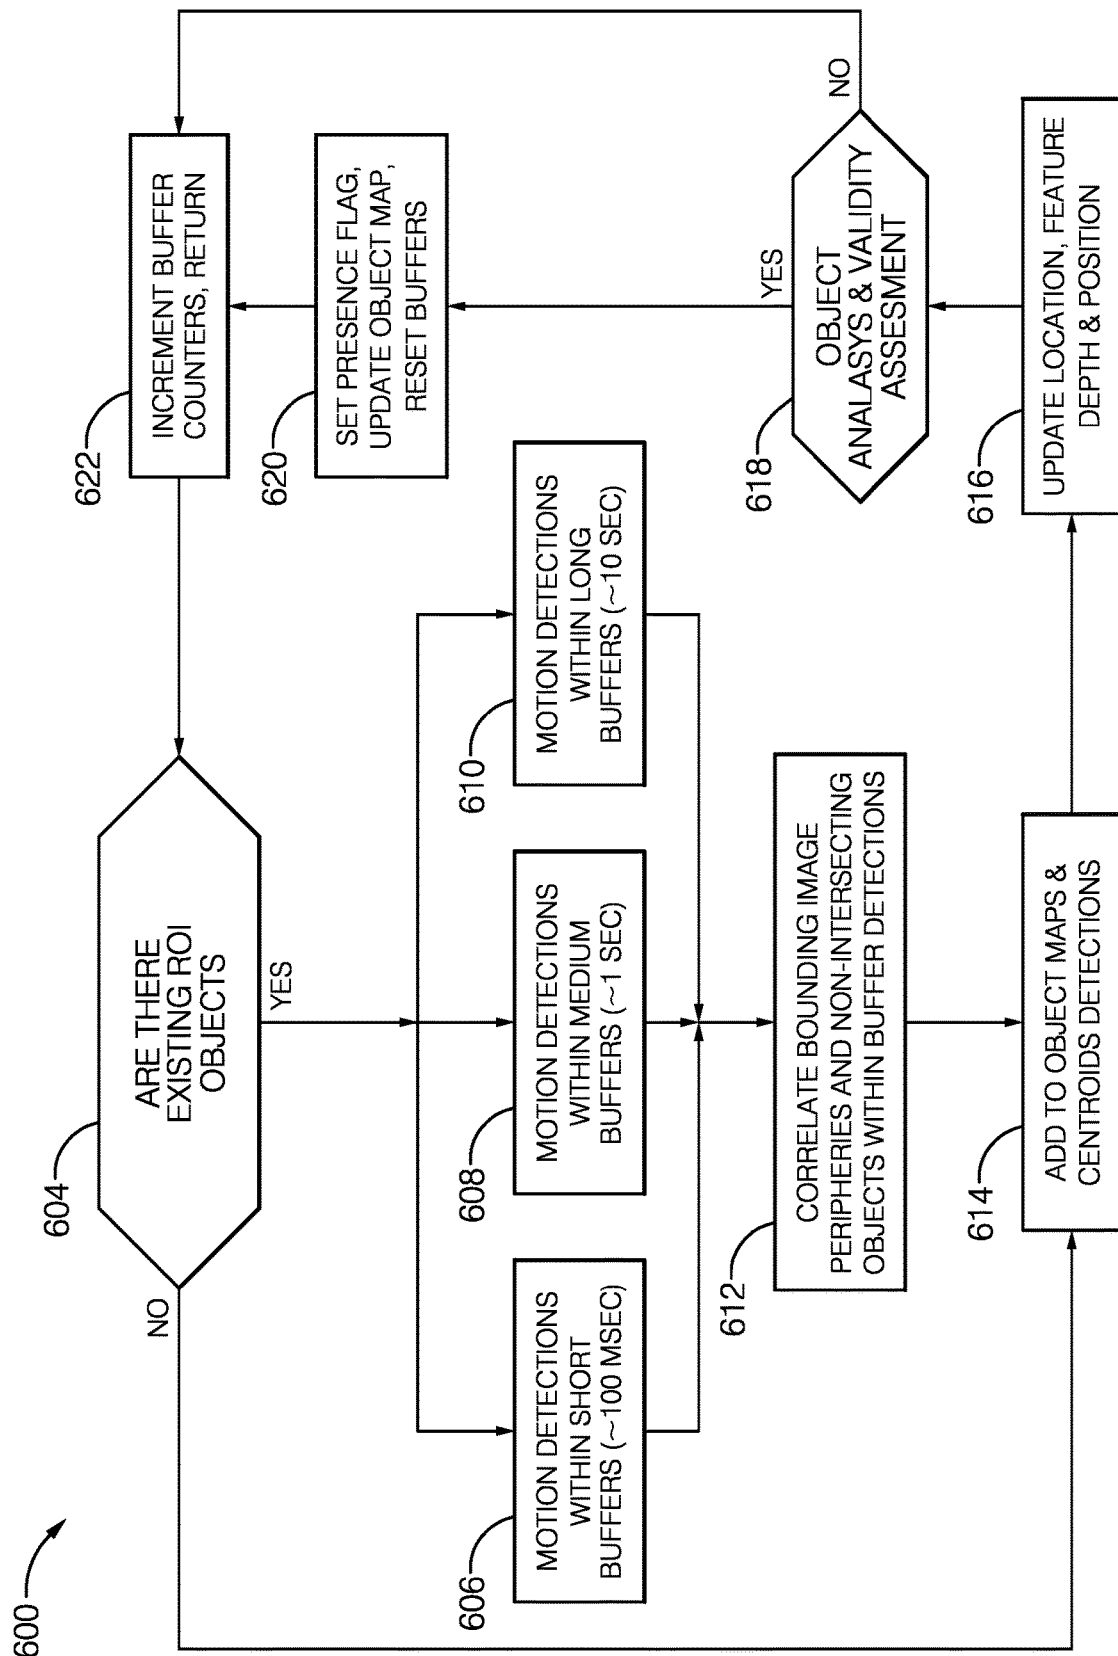 600
604
ARE THERE
EXISTING ROI
OBJECTS
NO
YES
606
MOTION DETECTIONS
WITHIN SHORT
BUFFERS (~100 MSEC)
608
MOTION DETECTIONS
WITHIN MEDIUM
BUFFERS (~1 SEC)
610
MOTION DETECTIONS
WITHIN LONG
BUFFERS (~10 SEC)
612
CORRELATE BOUNDING IMAGE
PERIPHERIES AND NON-INTERSECTING
OBJECTS WITHIN BUFFER DETECTIONS
614
ADD TO OBJECT MAPS &
CENTROIDS DETECTIONS
616
UPDATE LOCATION, FEATURE
DEPTH & POSITION
618
OBJECT
ANALASYS & VALIDITY
ASSESMENT
YES
NO
620
SET PRESENCE FLAG,
UPDATE OBJECT MAP,
RESET BUFFERS
622
INCREMENT BUFFER
COUNTERS, RETURN